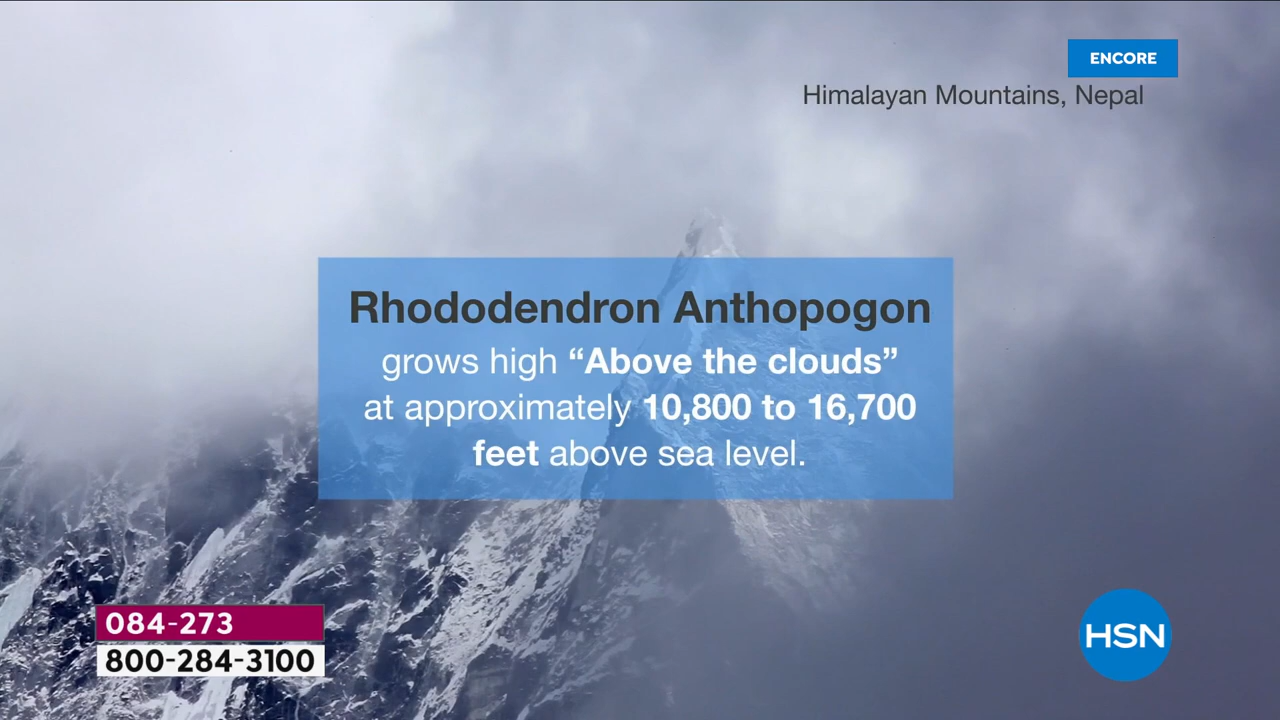 ENCORE
Himalayan Mountains, Nepal
Rhododendron Anthopogon
grows high “Above the clouds”
at approximately 10,800 to 16,700
feet above sea level.
084-273
800-284-3100
HSN